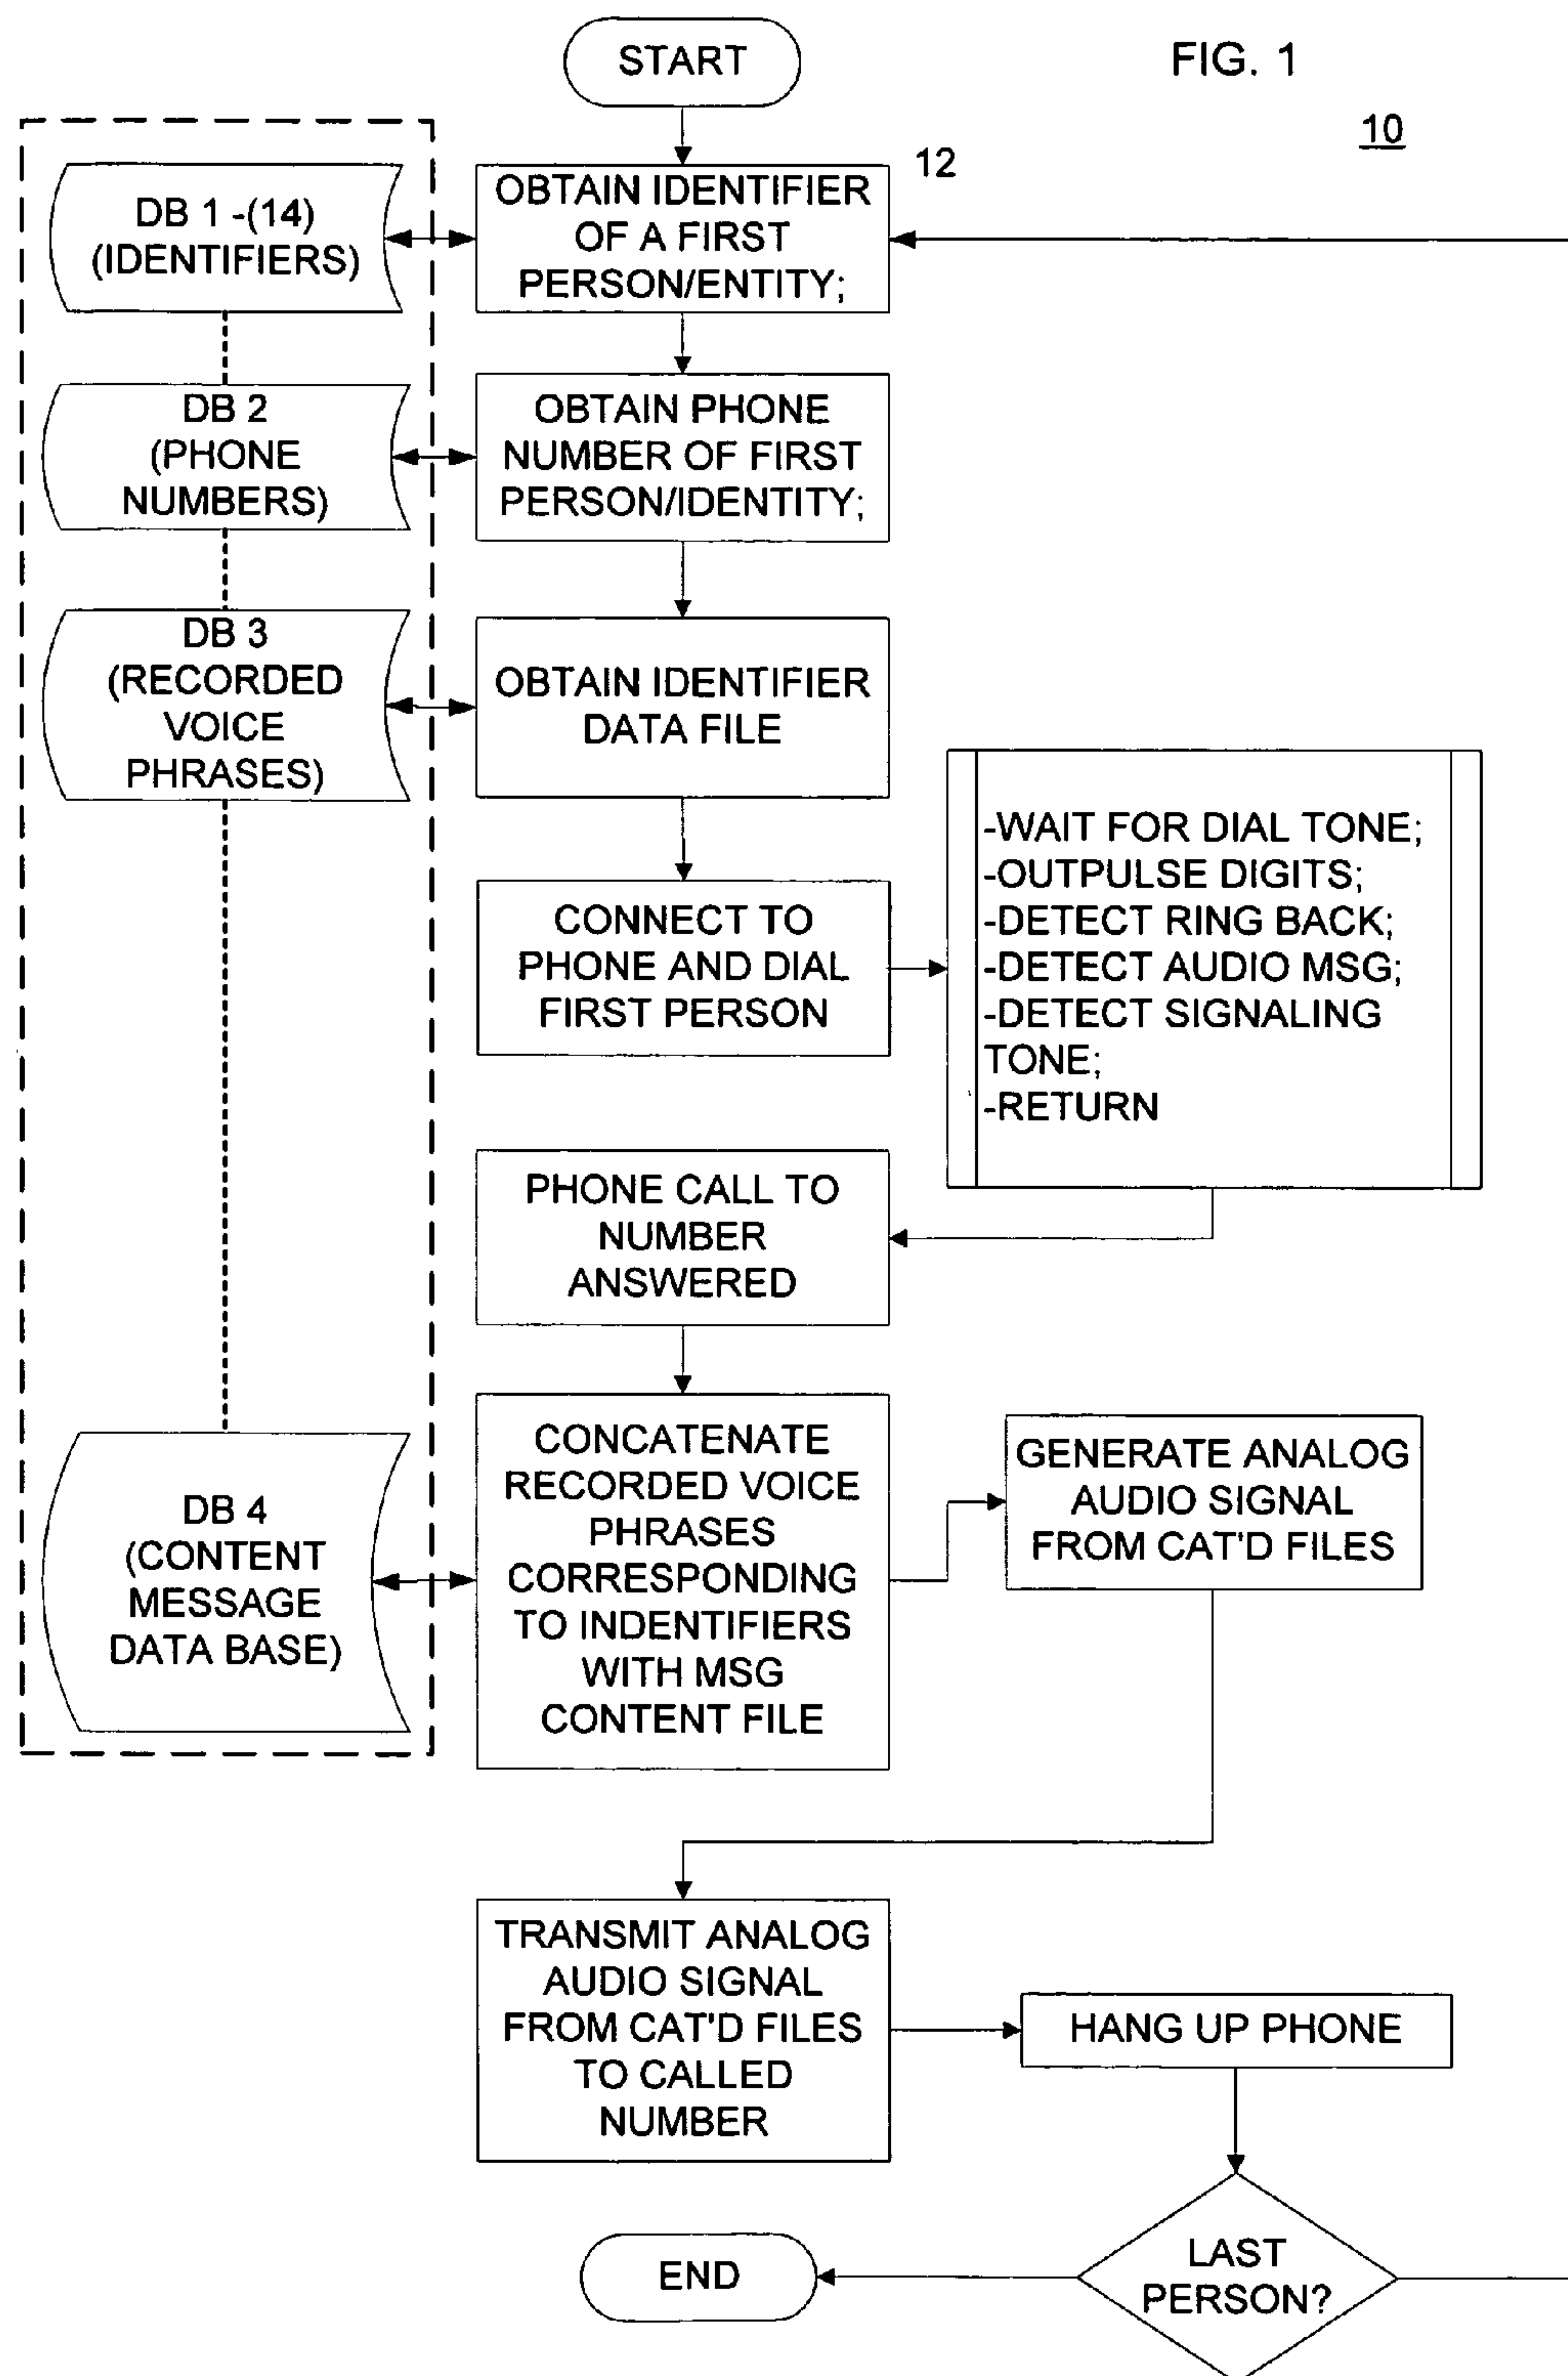 START
FIG. 1
10
12
DB 1 -(14)
(IDENTIFIERS)
OBTAIN IDENTIFIER
OF A FIRST
PERSON/ENTITY;
DB 2
(PHONE
NUMBERS)
OBTAIN PHONE
NUMBER OF FIRST
PERSON/IDENTITY;
DB 3
(RECORDED
VOICE
PHRASES)
OBTAIN IDENTIFIER
DATA FILE
CONNECT TO
PHONE AND DIAL
FIRST PERSON
-WAIT FOR DIAL TONE;
-OUTPULSE DIGITS;
-DETECT RING BACK;
-DETECT AUDIO MSG;
-DETECT SIGNALING
TONE;
-RETURN
PHONE CALL TO
NUMBER
ANSWERED
DB 4
(CONTENT
MESSAGE
DATA BASE)
CONCATENATE
RECORDED VOICE
PHRASES
CORRESPONDING
TO INDENTIFIERS
WITH MSG
CONTENT FILE
GENERATE ANALOG
AUDIO SIGNAL
FROM CAT'D FILES
TRANSMIT ANALOG
AUDIO SIGNAL
FROM CAT'D FILES
TO CALLED
NUMBER
HANG UP PHONE
LAST
PERSON?
END